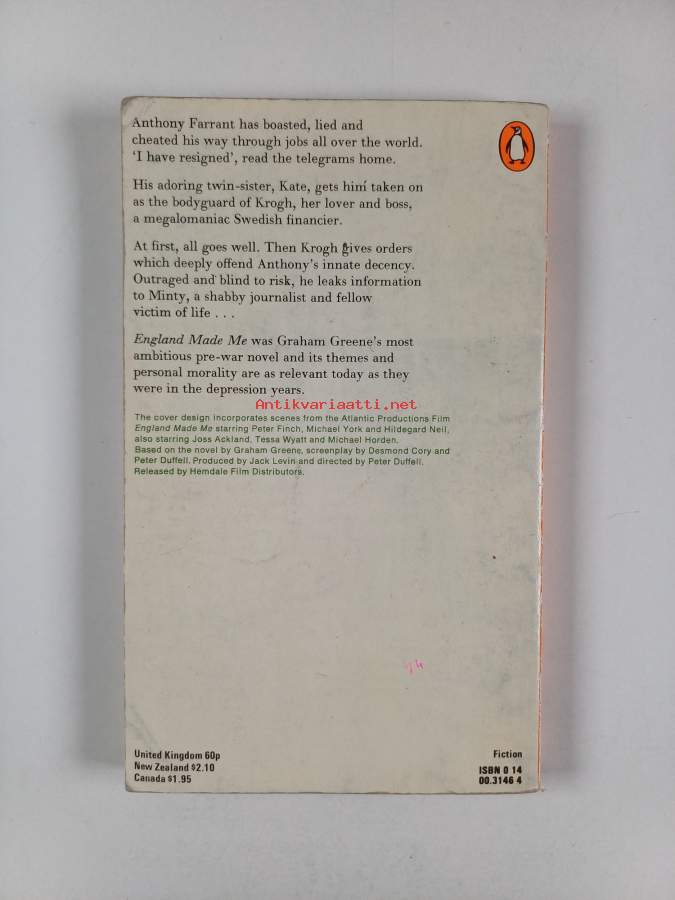 Anthony Farrant has boasted, lied and
cheated his way through jobs all over the world.
'I have resigned', read the telegrams home.
His adoring twin-sister, Kate, gets him taken on
as the bodyguard of Krogh, her lover and boss,
a megalomaniac Swedish financier.
At first, all goes well. Then Krogh gives orders
which deeply offend Anthony's innate decency.
Outraged and blind to risk, he leaks information
to Minty, a shabby journalist and fellow
victim of life . . .
England Made Me was Graham Greene's most
ambitious pre-war novel and its themes and
personal morality are as relevant today as they
were in the depression years.
Antikvariaatti.net
The cover design incorporates scenes from the Atlantic Productions Film
England Made Me starring Peter Finch, Michael York and Hildegard Neil,
also starring Joss Ackland, Tessa Wyatt and Michael Horden.
Based on the novel by Graham Greene, screenplay by Desmond Cory and
Peter Duffell. Produced by Jack Levin and directed by Peter Duffell.
Released by Hemdale Film Distributors.
United Kingdom 60p
New Zealand $2.10
Canada $1.95
Fiction
ISBN 0 14
00.3146 4